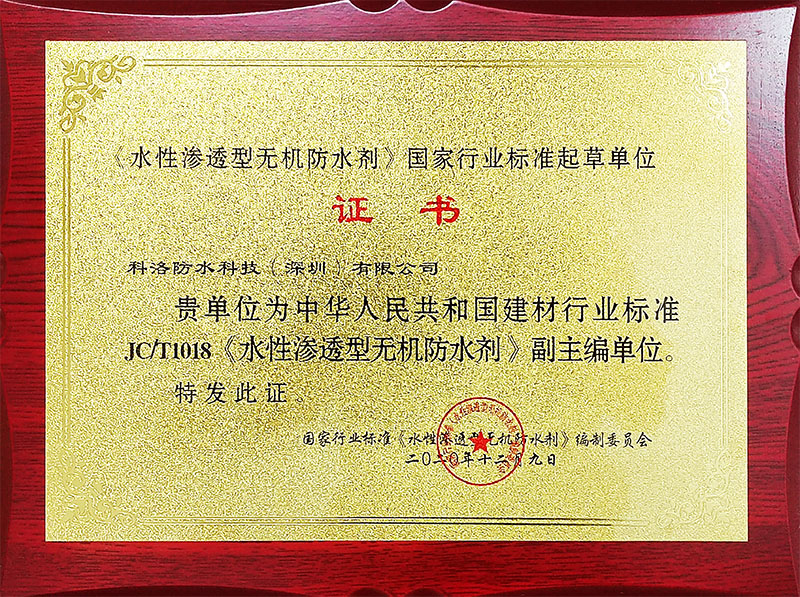 《水性渗透型无机防水剂》国家行业标准起草单位
证 书
科洛防水科技（深圳）有限公司
贵单位为中华人民共和国建材行业标准
JC/T1018《水性渗透型无机防水剂》副主编单位。
特发此证。
国家行业标准《水性渗透型无机防水剂》编制委员会
二〇二〇年十二月九日